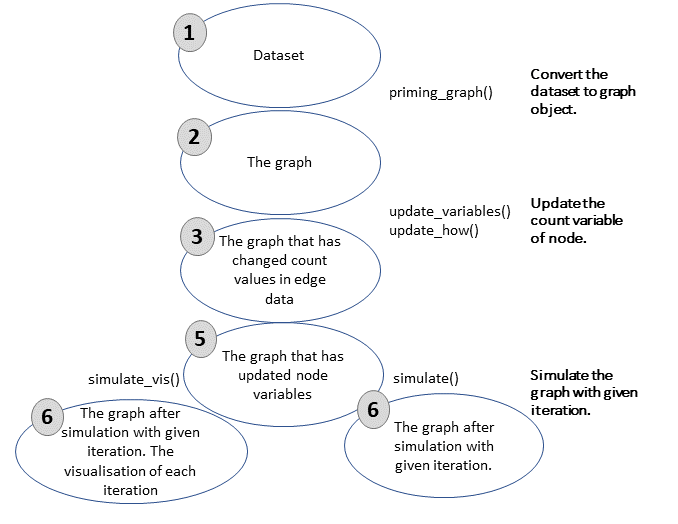 1
Dataset
priming_graph()
Convert the
dataset to graph
object.
2
The graph
update_variables()
update_how()
Update the
count variable
of node.
3
The graph that has
changed count
values in edge
data
5
The graph that has
updated node
variables
simulate_vis()
simulate()
Simulate the
graph with given
iteration.
6
The graph after
simulation with given
iteration. The
visualisation of each
iteration
6
The graph after
simulation with
given iteration.